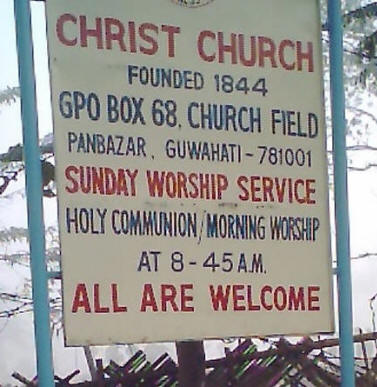 CHRIST CHURCH
FOUNDED 1844
GPO BOX 68, CHURCH FIELD
PANBAZAR, GUWAHATI-781001
SUNDAY WORSHIP SERVICE
HOLY COMMUNION/MORNING WORSHIP
AT 8-45 A.M.
ALL ARE WELCOME